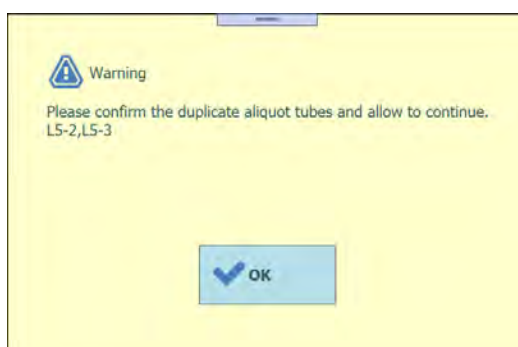 Warning
Please confirm the duplicate aliquot tubes and allow to continue.
L5-2,L5-3
OK